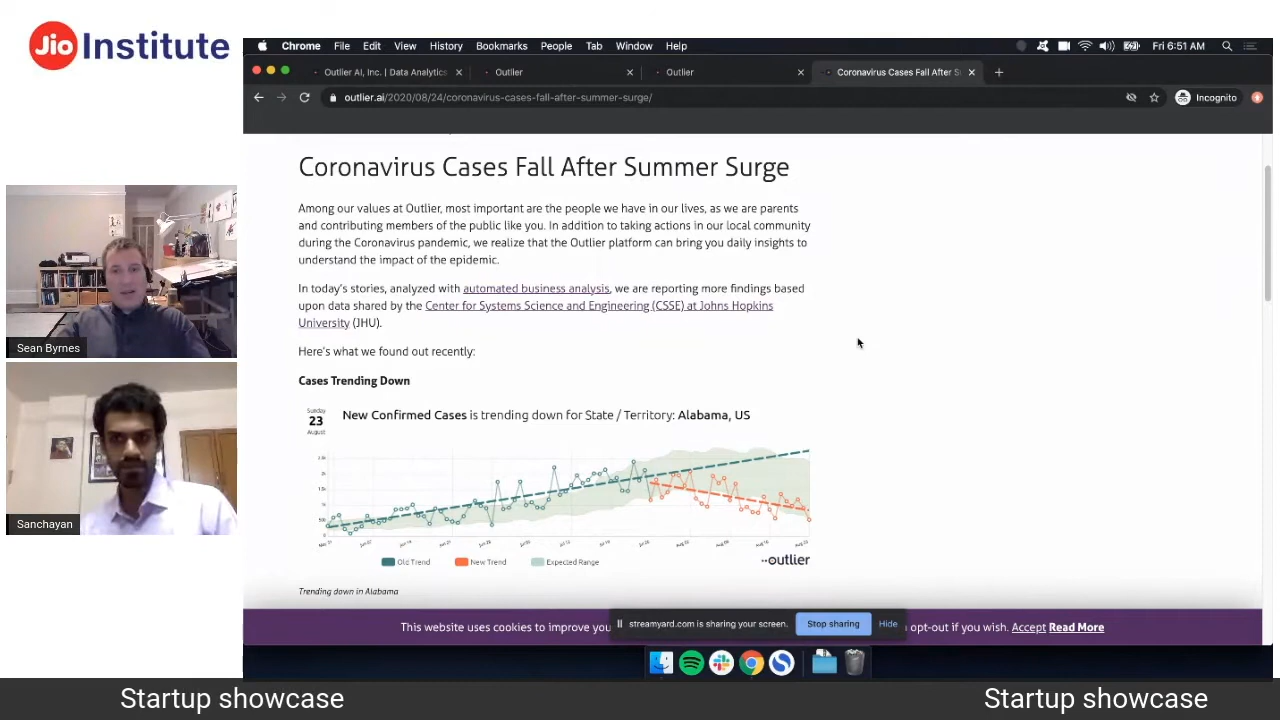 Jio Institute
Chrome File Edit View History Bookmarks People Tab Window Help Fri 6:51 AM
Outlier AI, Inc. | Data Analytics Outlier Outlier Coronavirus Cases Fall After S
outlier.ai/2020/08/24/coronavirus-cases-fall-after-summer-surge/ Incognito
Coronavirus Cases Fall After Summer Surge
Among our values at Outlier, most important are the people we have in our lives, as we are parents
and contributing members of the public like you. In addition to taking actions in our local community
during the Coronavirus pandemic, we realize that the Outlier platform can bring you daily insights to
understand the impact of the epidemic.
In today's stories, analyzed with automated business analysis, we are reporting more findings based
upon data shared by the Center for Systems Science and Engineering (CSSE) at Johns Hopkins
University (JHU).
Here's what we found out recently:
Cases Trending Down
Sunday
23
August
New Confirmed Cases is trending down for State / Territory: Alabama, US
Old Trend New Trend Expected Range
outlier
Trending down in Alabama
This website uses cookies to improve you opt-out if you wish. Accept Read More
streamyard.com is sharing your screen. Stop sharing Hide
Sean Byrnes
Sanchayan
Startup showcase Startup showcase